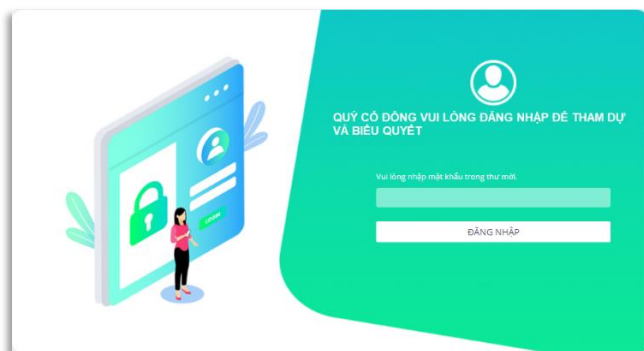 QUÝ CỔ ĐÔNG VUI LÒNG ĐĂNG NHẬP ĐỂ THAM DỰ
VÀ BIỂU QUYẾT
Vui lòng nhập mật khẩu trong thư mời.
ĐĂNG NHẬP
LOGIN